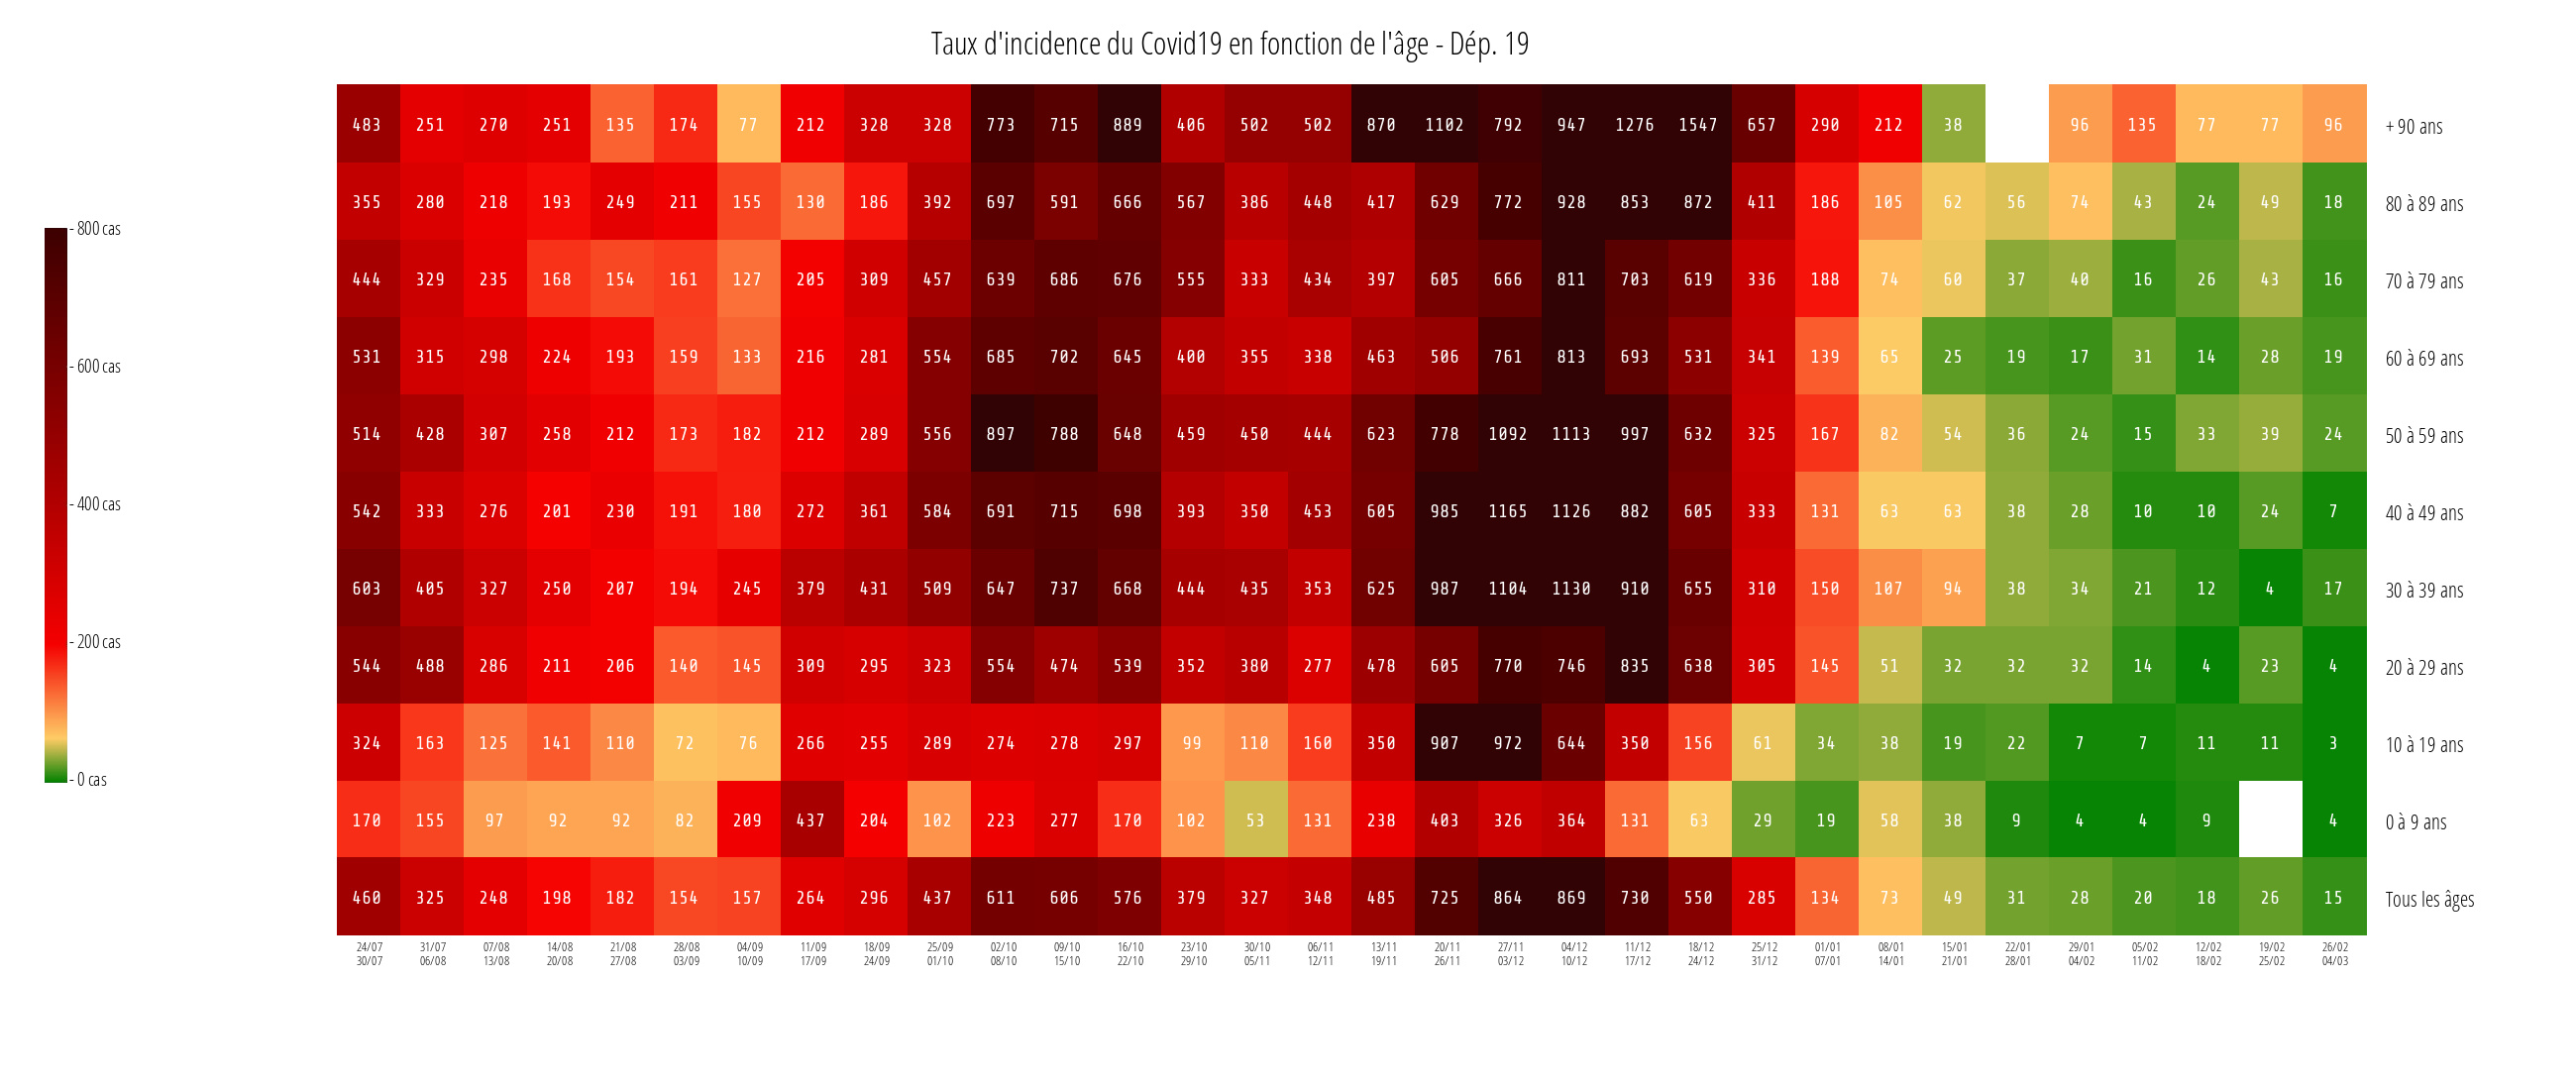 Taux d'incidence du Covid19 en fonction de l'âge - Dép. 19
483 251 270 251 135 174 77 212 328 328 773 715 889 406 502 502 870 1102 792 947 1276 1547 657 290 212 38 96 135 77 77 96 + 90 ans
355 280 218 193 249 211 155 130 186 392 697 591 666 567 386 448 417 629 772 928 853 872 411 186 105 62 56 74 43 24 49 18 80 à 89 ans
- 800 cas
444 329 235 168 154 161 127 205 309 457 639 686 676 555 333 434 397 605 666 811 703 619 336 188 74 60 37 40 16 26 43 16 70 à 79 ans
531 315 298 224 193 159 133 216 281 554 685 702 645 400 355 338 463 506 761 813 693 531 341 139 65 25 19 17 31 14 28 19 60 à 69 ans
- 600 cas
514 428 307 258 212 173 182 212 289 556 897 788 648 459 450 444 623 778 1092 1113 997 632 325 167 82 54 36 24 15 33 39 24 50 à 59 ans
- 400 cas
542 333 276 201 230 191 180 272 361 584 691 715 698 393 350 453 605 985 1165 1126 882 605 333 131 63 63 38 28 10 10 24 7 40 à 49 ans
603 405 327 250 207 194 245 379 431 509 647 737 668 444 435 353 625 987 1104 1130 910 655 310 150 107 94 38 34 21 12 4 17 30 à 39 ans
- 200 cas
544 488 286 211 206 140 145 309 295 323 554 474 539 352 380 277 478 605 770 746 835 638 305 145 51 32 32 32 14 4 23 4 20 à 29 ans
324 163 125 141 110 72 76 266 255 289 274 278 297 99 110 160 350 907 972 644 350 156 61 34 38 19 22 7 7 11 11 3 10 à 19 ans
- 0 cas
170 155 97 92 92 82 209 437 204 102 223 277 170 102 53 131 238 403 326 364 131 63 29 19 58 38 9 4 4 9 4 0 à 9 ans
460 325 248 198 182 154 157 264 296 437 611 606 576 379 327 348 485 725 864 869 730 550 285 134 73 49 31 28 20 18 26 15 Tous les âges
24/07 31/07 07/08 14/08 21/08 28/08 04/09 11/09 18/09 25/09 02/10 09/10 16/10 23/10 30/10 06/11 13/11 20/11 27/11 04/12 11/12 18/12 25/12 01/01 08/01 15/01 22/01 29/01 05/02 12/02 19/02 26/02
30/07 06/08 13/08 20/08 27/08 03/09 10/09 17/09 24/09 01/10 08/10 15/10 22/10 29/10 05/11 12/11 19/11 26/11 03/12 10/12 17/12 24/12 31/12 07/01 14/01 21/01 28/01 04/02 11/02 18/02 25/02 04/03